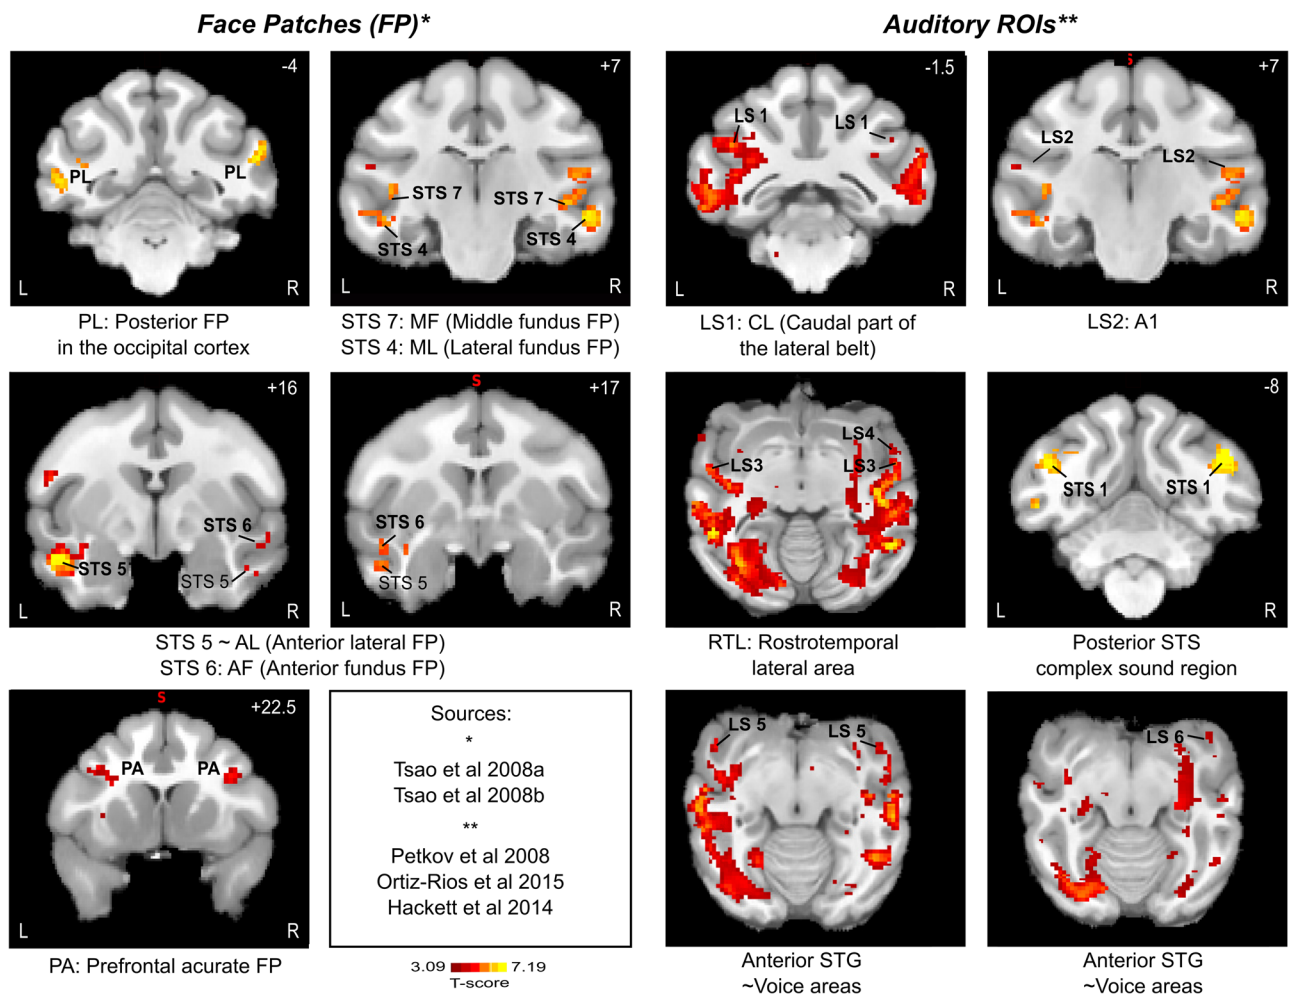 Face Patches (FP)*
Auditory ROIs**
-4
PL
PL
L
R
PL: Posterior FP
in the occipital cortex
+7
STS 7
STS 7
STS 4
STS 4
L
R
STS 7: MF (Middle fundus FP)
STS 4: ML (Lateral fundus FP)
-1.5
LS 1
LS 1
L
R
LS1: CL (Caudal part of
the lateral belt)
S
+7
LS2
LS2
L
R
LS2: A1
+16
STS 6
STS 5
STS 5
L
R
S
+17
STS 6
STS 5
L
R
STS 5 ~ AL (Anterior lateral FP)
STS 6: AF (Anterior fundus FP)
LS4
LS3
LS3
RTL: Rostrotemporal
lateral area
-8
STS 1
STS 1
L
R
Posterior STS
complex sound region
S
+22.5
PA
PA
L
R
PA: Prefrontal acurate FP
Sources:
*
Tsao et al 2008a
Tsao et al 2008b
**
Petkov et al 2008
Ortiz-Rios et al 2015
Hackett et al 2014
3.09 7.19
T-score
LS 5
LS 5
Anterior STG
~Voice areas
LS 6
Anterior STG
~Voice areas